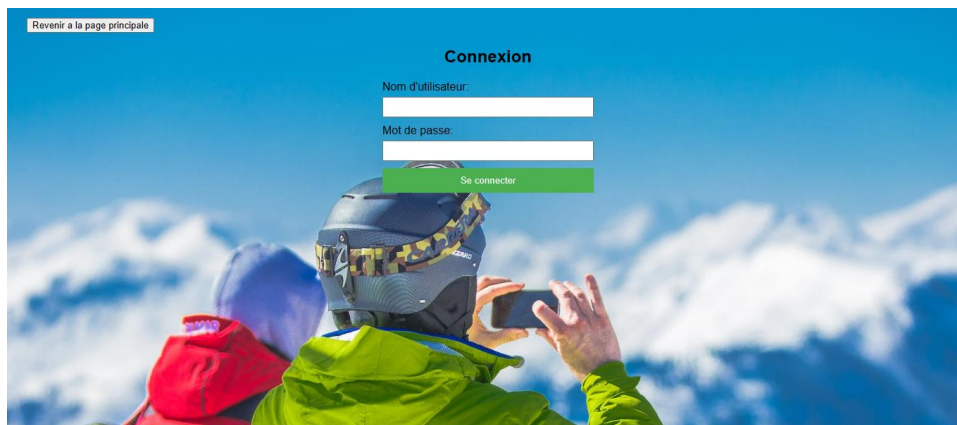 Revenir a la page principale
Connexion
Nom d'utilisateur:
Mot de passe:
Se connecter